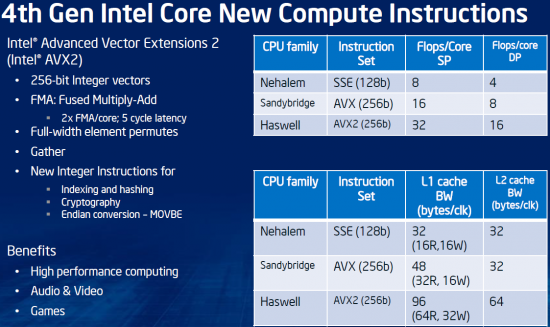 4th Gen Intel Core New Compute Instructions
Intel® Advanced Vector Extensions 2
(Intel® AVX2)
• 256-bit Integer vectors
• FMA: Fused Multiply-Add
▪ 2x FMA/core; 5 cycle latency
• Full-width element permutes
• Gather
• New Integer Instructions for
▪ Indexing and hashing
▪ Cryptography
▪ Endian conversion – MOVBE
Benefits
• High performance computing
• Audio & Video
• Games
CPU family Instruction Set Flops/Core SP Flops/core DP
Nehalem SSE (128b) 8 4
Sandybridge AVX (256b) 16 8
Haswell AVX2 (256b) 32 16
CPU family Instruction Set L1 cache BW (bytes/clk) L2 cache BW (bytes/clk)
Nehalem SSE (128b) 32 (16R,16W) 32
Sandybridge AVX (256b) 48 (32R, 16W) 32
Haswell AVX2 (256b) 96 (64R, 32W) 64